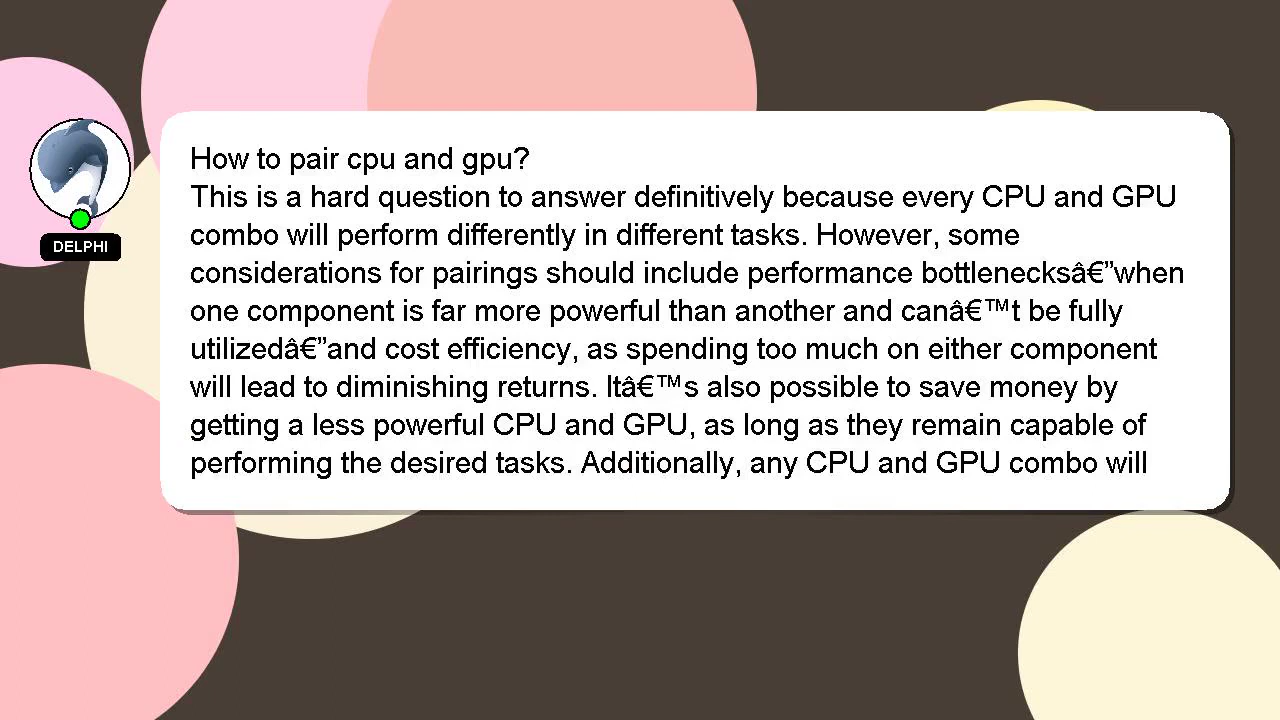 How to pair cpu and gpu?
This is a hard question to answer definitively because every CPU and GPU
combo will perform differently in different tasks. However, some
considerations for pairings should include performance bottlenecksâ€”when
one component is far more powerful than another and canâ€™t be fully
utilizedâ€”and cost efficiency, as spending too much on either component
will lead to diminishing returns. Itâ€™s also possible to save money by
getting a less powerful CPU and GPU, as long as they remain capable of
performing the desired tasks. Additionally, any CPU and GPU combo will
DELPHI